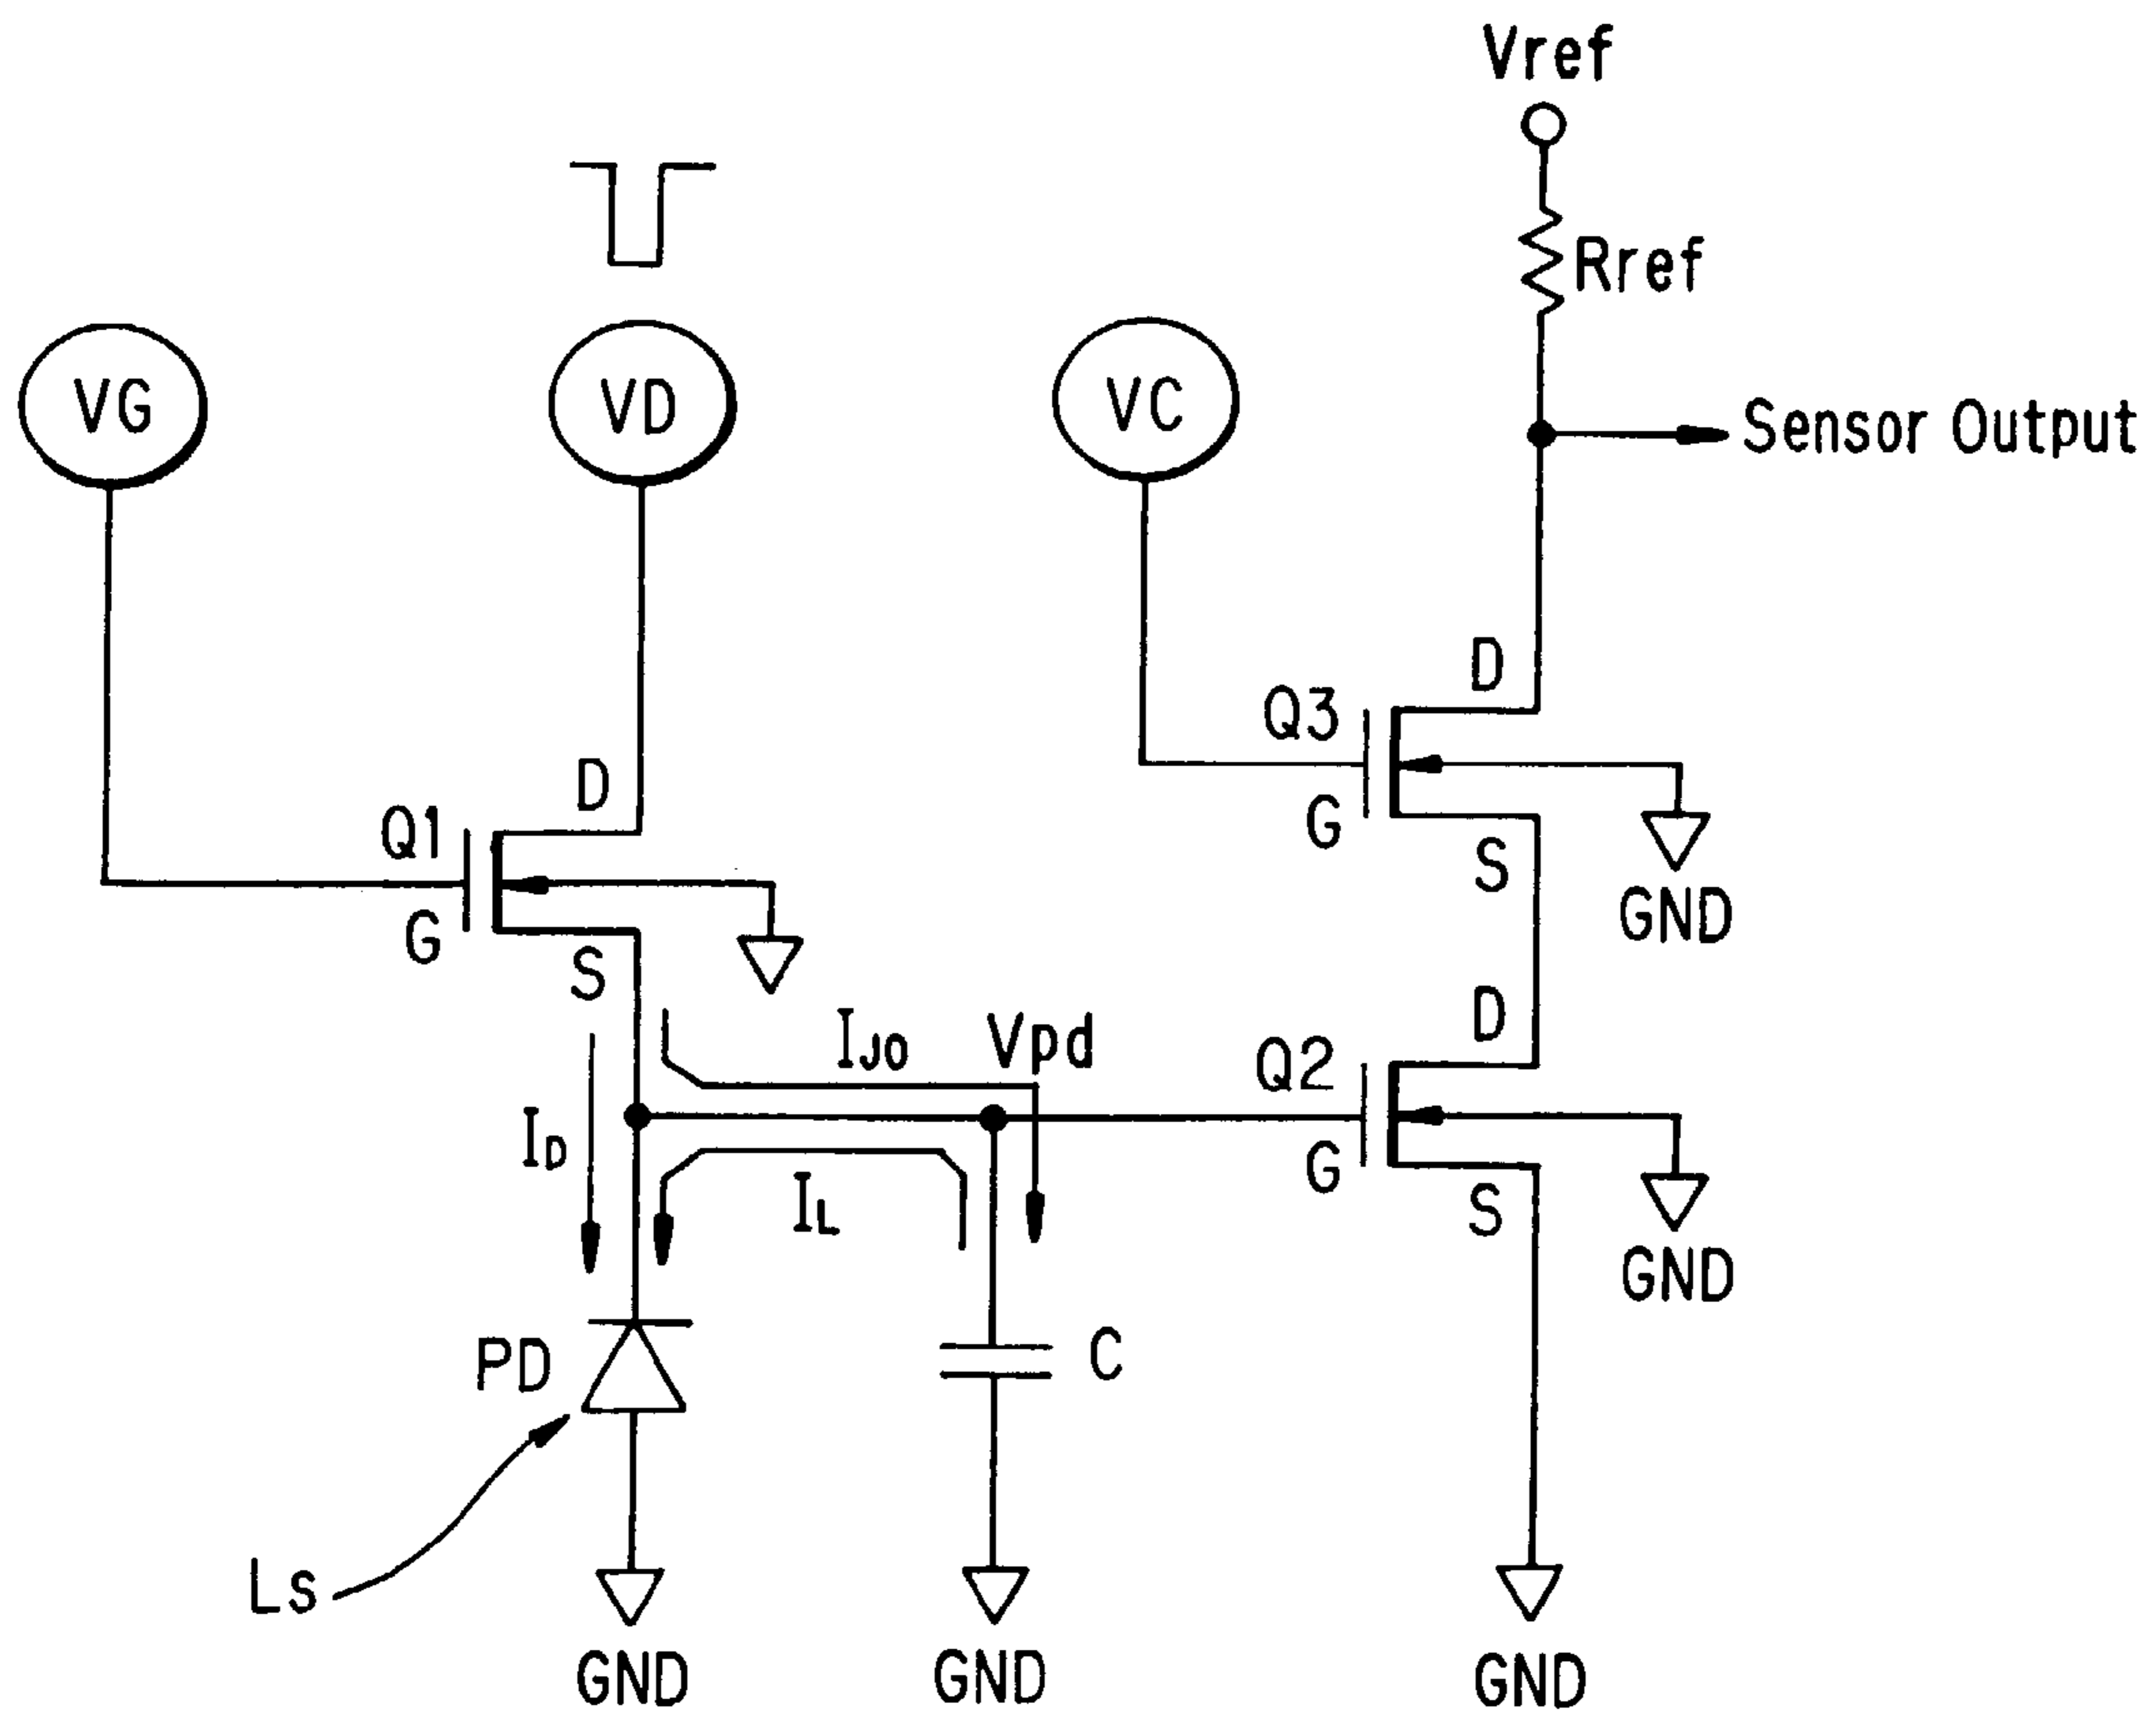 Vref
Rref
VG
VD
VC
Sensor Output
D
Q3
G
S
GND
D
Q1
G
S
D
IJO
Vpd
Q2
ID
IL
G
S
GND
PD
C
Ls
GND
GND
GND